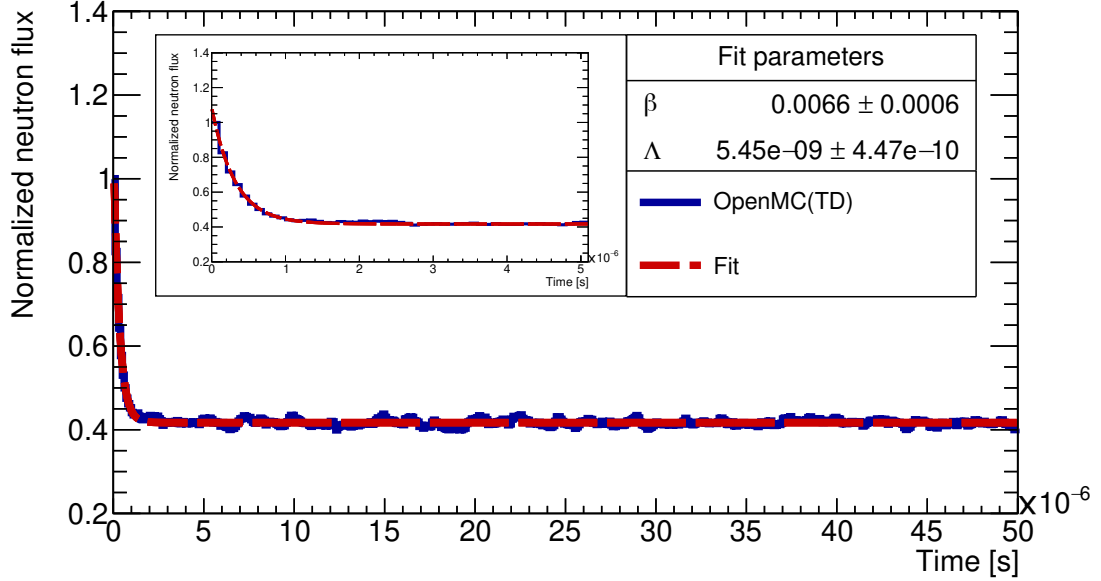 Normalized neutron flux
1.4
1.2
1
0.8
0.6
0.4
0.2
0 5 10 15 20 25 30 35 40 45 50
×10⁻⁶
Time [s]
Normalized neutron flux
1.4
1.2
1
0.8
0.6
0.4
0.2
0 1 2 3 4 5
×10⁻⁶
Time [s]
Fit parameters
β 0.0066 ± 0.0006
Λ 5.45e−09 ± 4.47e−10
OpenMC(TD)
Fit